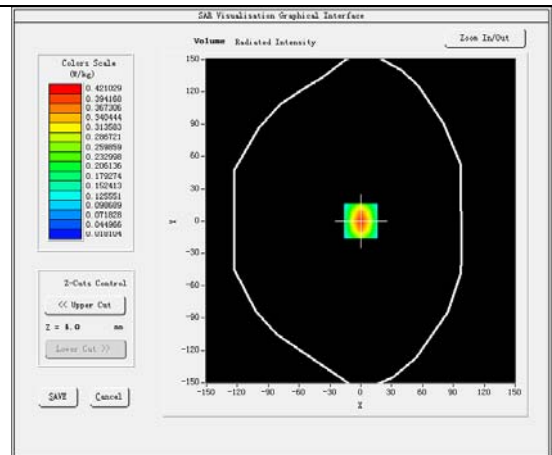 SAR Visualisation Graphical Interface
Volume Radiated Intensity
Zoom In/Out
Colors Scale
(W/kg)
0.421029
0.394168
0.367306
0.340444
0.313583
0.286721
0.259859
0.232998
0.206136
0.179274
0.152413
0.125551
0.098689
0.071828
0.044966
0.018104
Z-Cuts Control
<< Upper Cut
Z = 4.0 mm
Lower Cut >>
SAVE
Cancel
150
120
90
60
30
0
-30
-60
-90
-120
-150
Y
-150 -120 -90 -60 -30 0 30 60 90 120 150
X